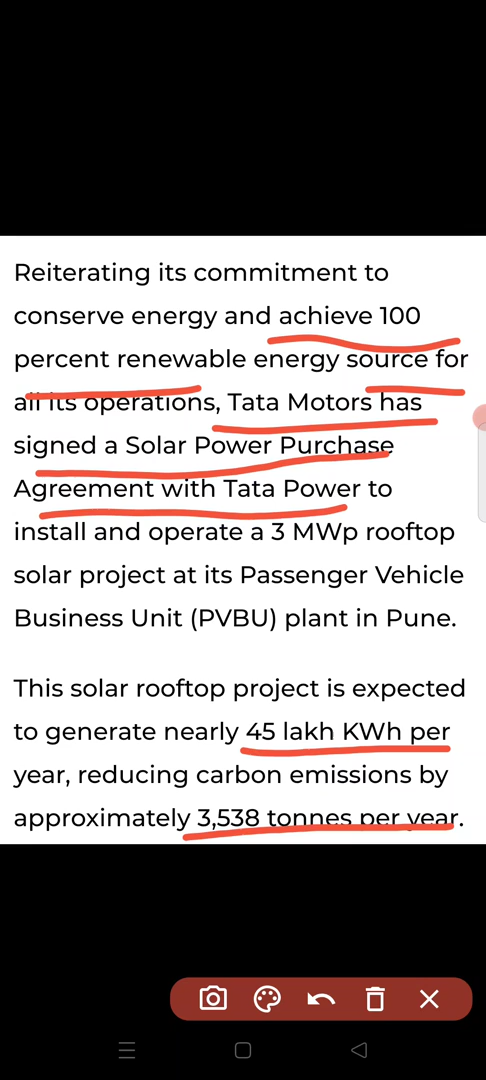 Reiterating its commitment to
conserve energy and achieve 100
percent renewable energy source for
all its operations, Tata Motors has
signed a Solar Power Purchase
Agreement with Tata Power to
install and operate a 3 MWp rooftop
solar project at its Passenger Vehicle
Business Unit (PVBU) plant in Pune.
This solar rooftop project is expected
to generate nearly 45 lakh KWh per
year, reducing carbon emissions by
approximately 3,538 tonnes per year.